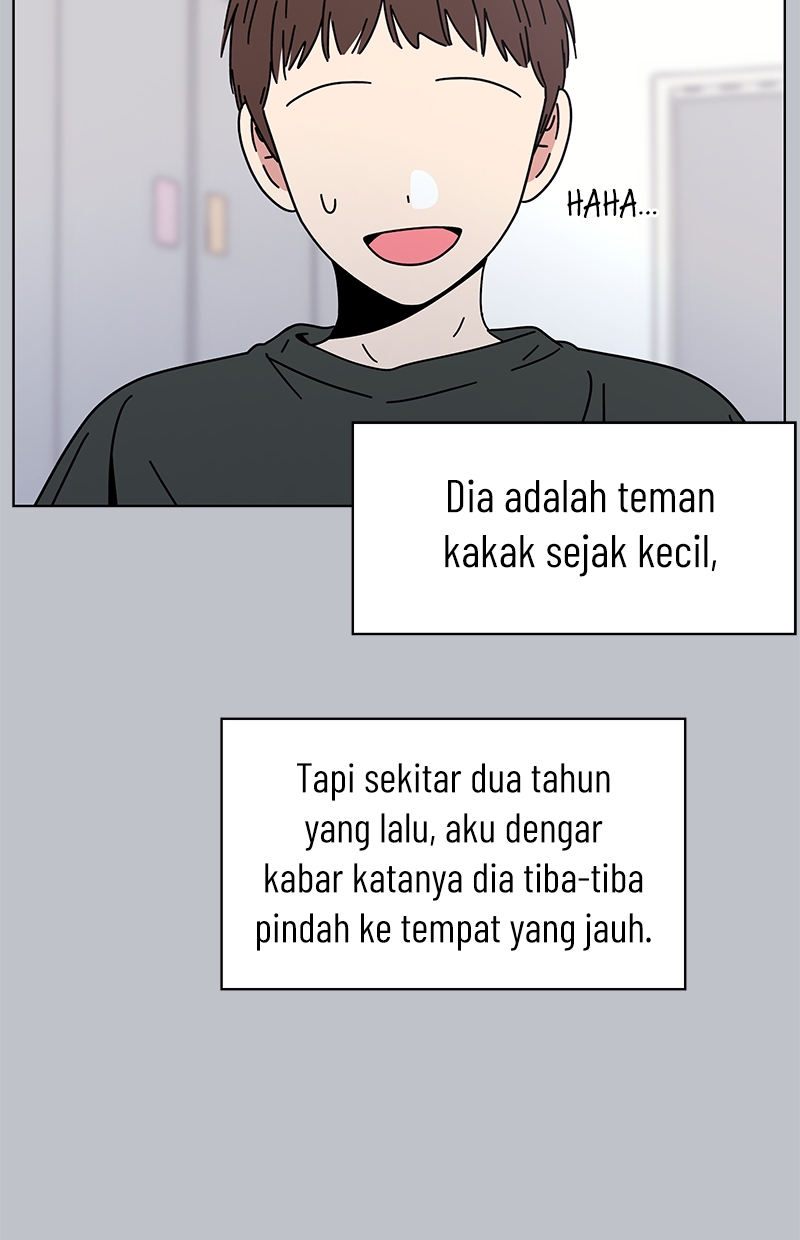 HAHA...
Dia adalah teman
kakak sejak kecil,
Tapi sekitar dua tahun
yang lalu, aku dengar
kabar katanya dia tiba-tiba
pindah ke tempat yang jauh.